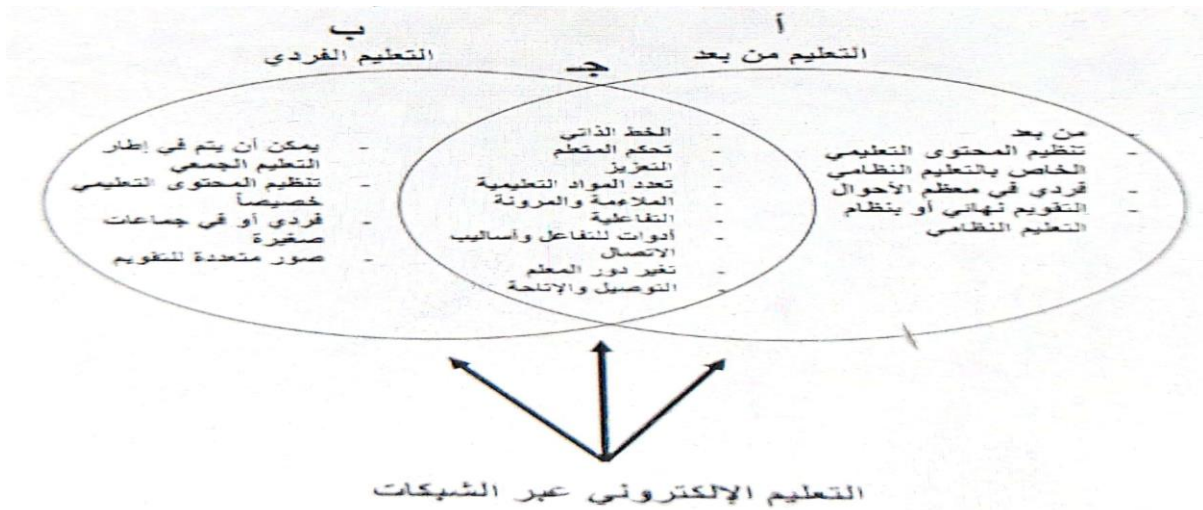 أ
التعليم من بعد
ب
التعليم الفردي
جـ
- من بعد
- تنظيم المحتوى التعليمي
الخاص بالتعليم النظامي
- فردي في معظم الأحوال
- التقويم نهائي أو بنظام
التعليم النظامي
- الخط الذاتي
- تحكم المتعلم
- التعزيز
- تعدد المواد التعليمية
- الملاءمة والمرونة
- التفاعلية
- أدوات للتفاعل وأساليب
الاتصال
- تغير دور المعلم
- التوصيل والإتاحة
- يمكن أن يتم في إطار
التعليم الجمعي
- تنظيم المحتوى التعليمي
خصيصاً
- فردي أو في جماعات
صغيرة
- صور متعددة للتقويم
التعليم الإلكتروني عبر الشبكات